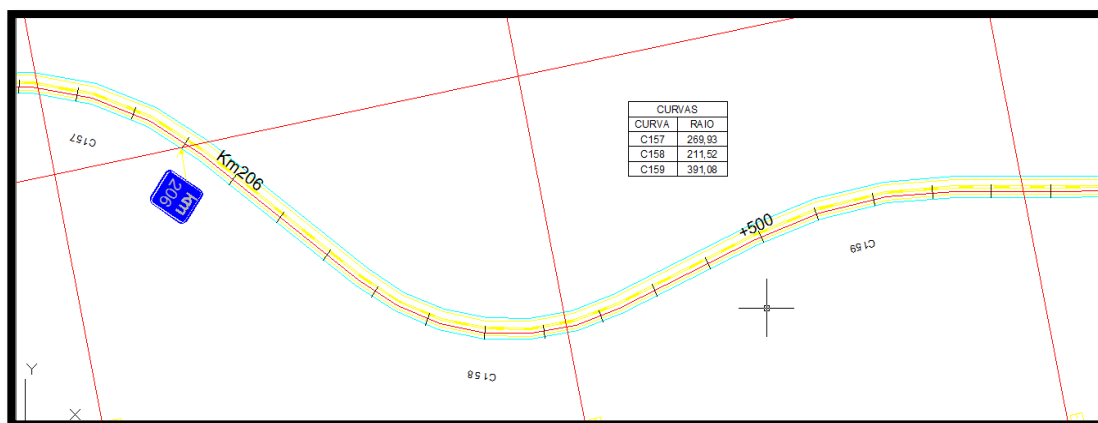 CURVAS
CURVA RAIO
C157 269,93
C158 211,52
C159 391,08
C157
Km206
km
206
+500
C159
C158
Y
X